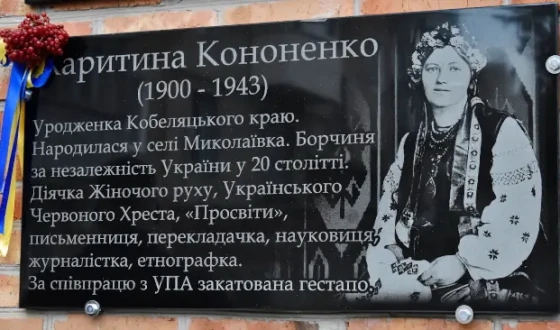 Харитина Кононенко
(1900 - 1943)
Уродженка Кобеляцького краю.
Народилася у селі Миколаївка. Борчиня
за незалежність України у 20 столітті.
Діячка Жіночого руху, Українського
Червоного Хреста, «Просвіти»,
письменниця, перекладачка, науковиця,
журналістка, етнографка.
За співпрацю з УПА закатована гестапо.